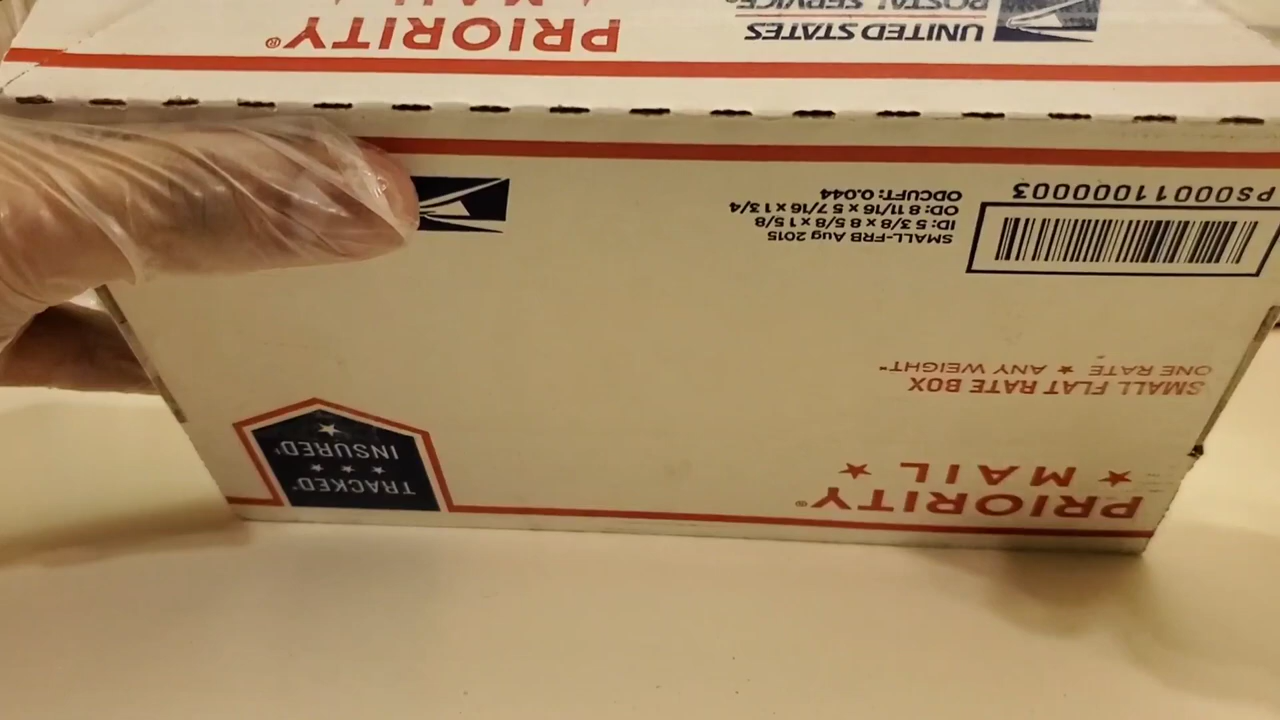 UNITED STATES
POSTAL SERVICE®
PRIORITY®
★ MAIL ★
PRIORITY®
★ MAIL ★
SMALL FLAT RATE BOX
ONE RATE ★ ANY WEIGHT™
TRACKED
★ ★ ★
INSURED
★
SMALL-FRB Aug 2015
ID: 5 3/8 x 8 5/8 x 1 5/8
OD: 8 11/16 x 5 7/16 x 1 3/4
ODCUFT: 0.044
PS00011000003